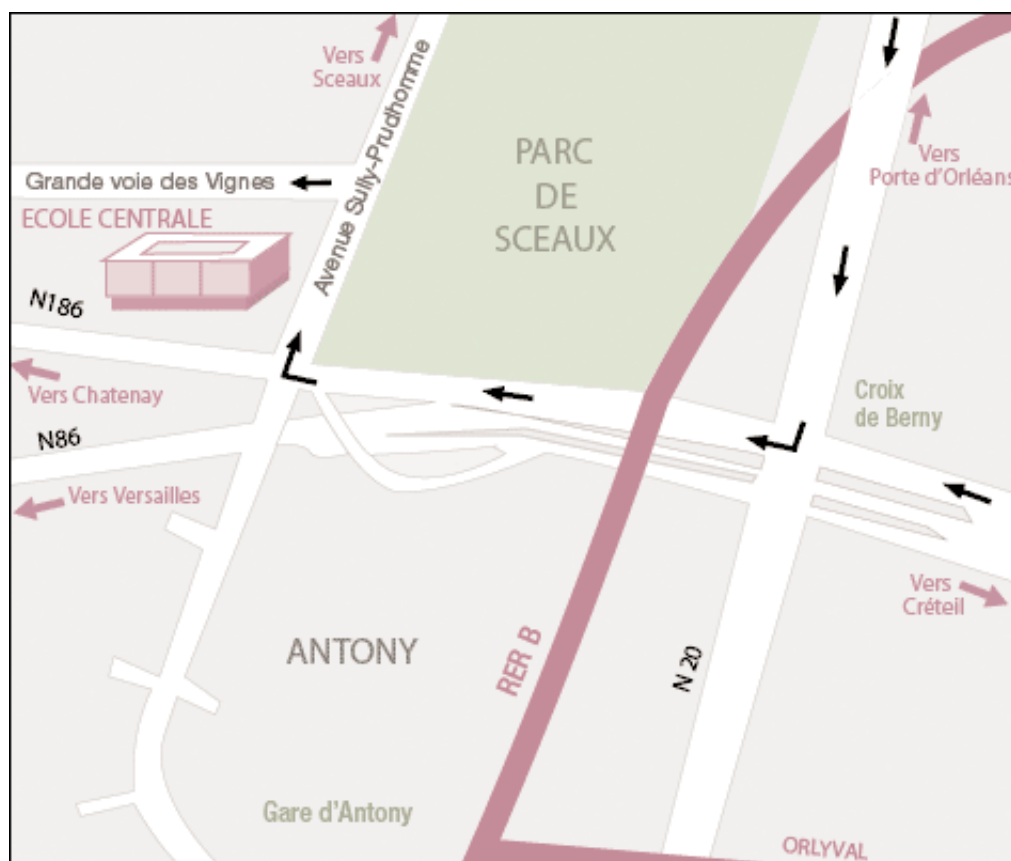 Vers
Sceaux
Avenue Sully-Prudhomme
PARC
DE
SCEAUX
Vers
Porte d'Orléans
Grande voie des Vignes
ECOLE CENTRALE
N186
Vers Chatenay
N86
Vers Versailles
Croix
de Berny
Vers
Créteil
ANTONY
RER B
N 20
Gare d'Antony
ORLYVAL